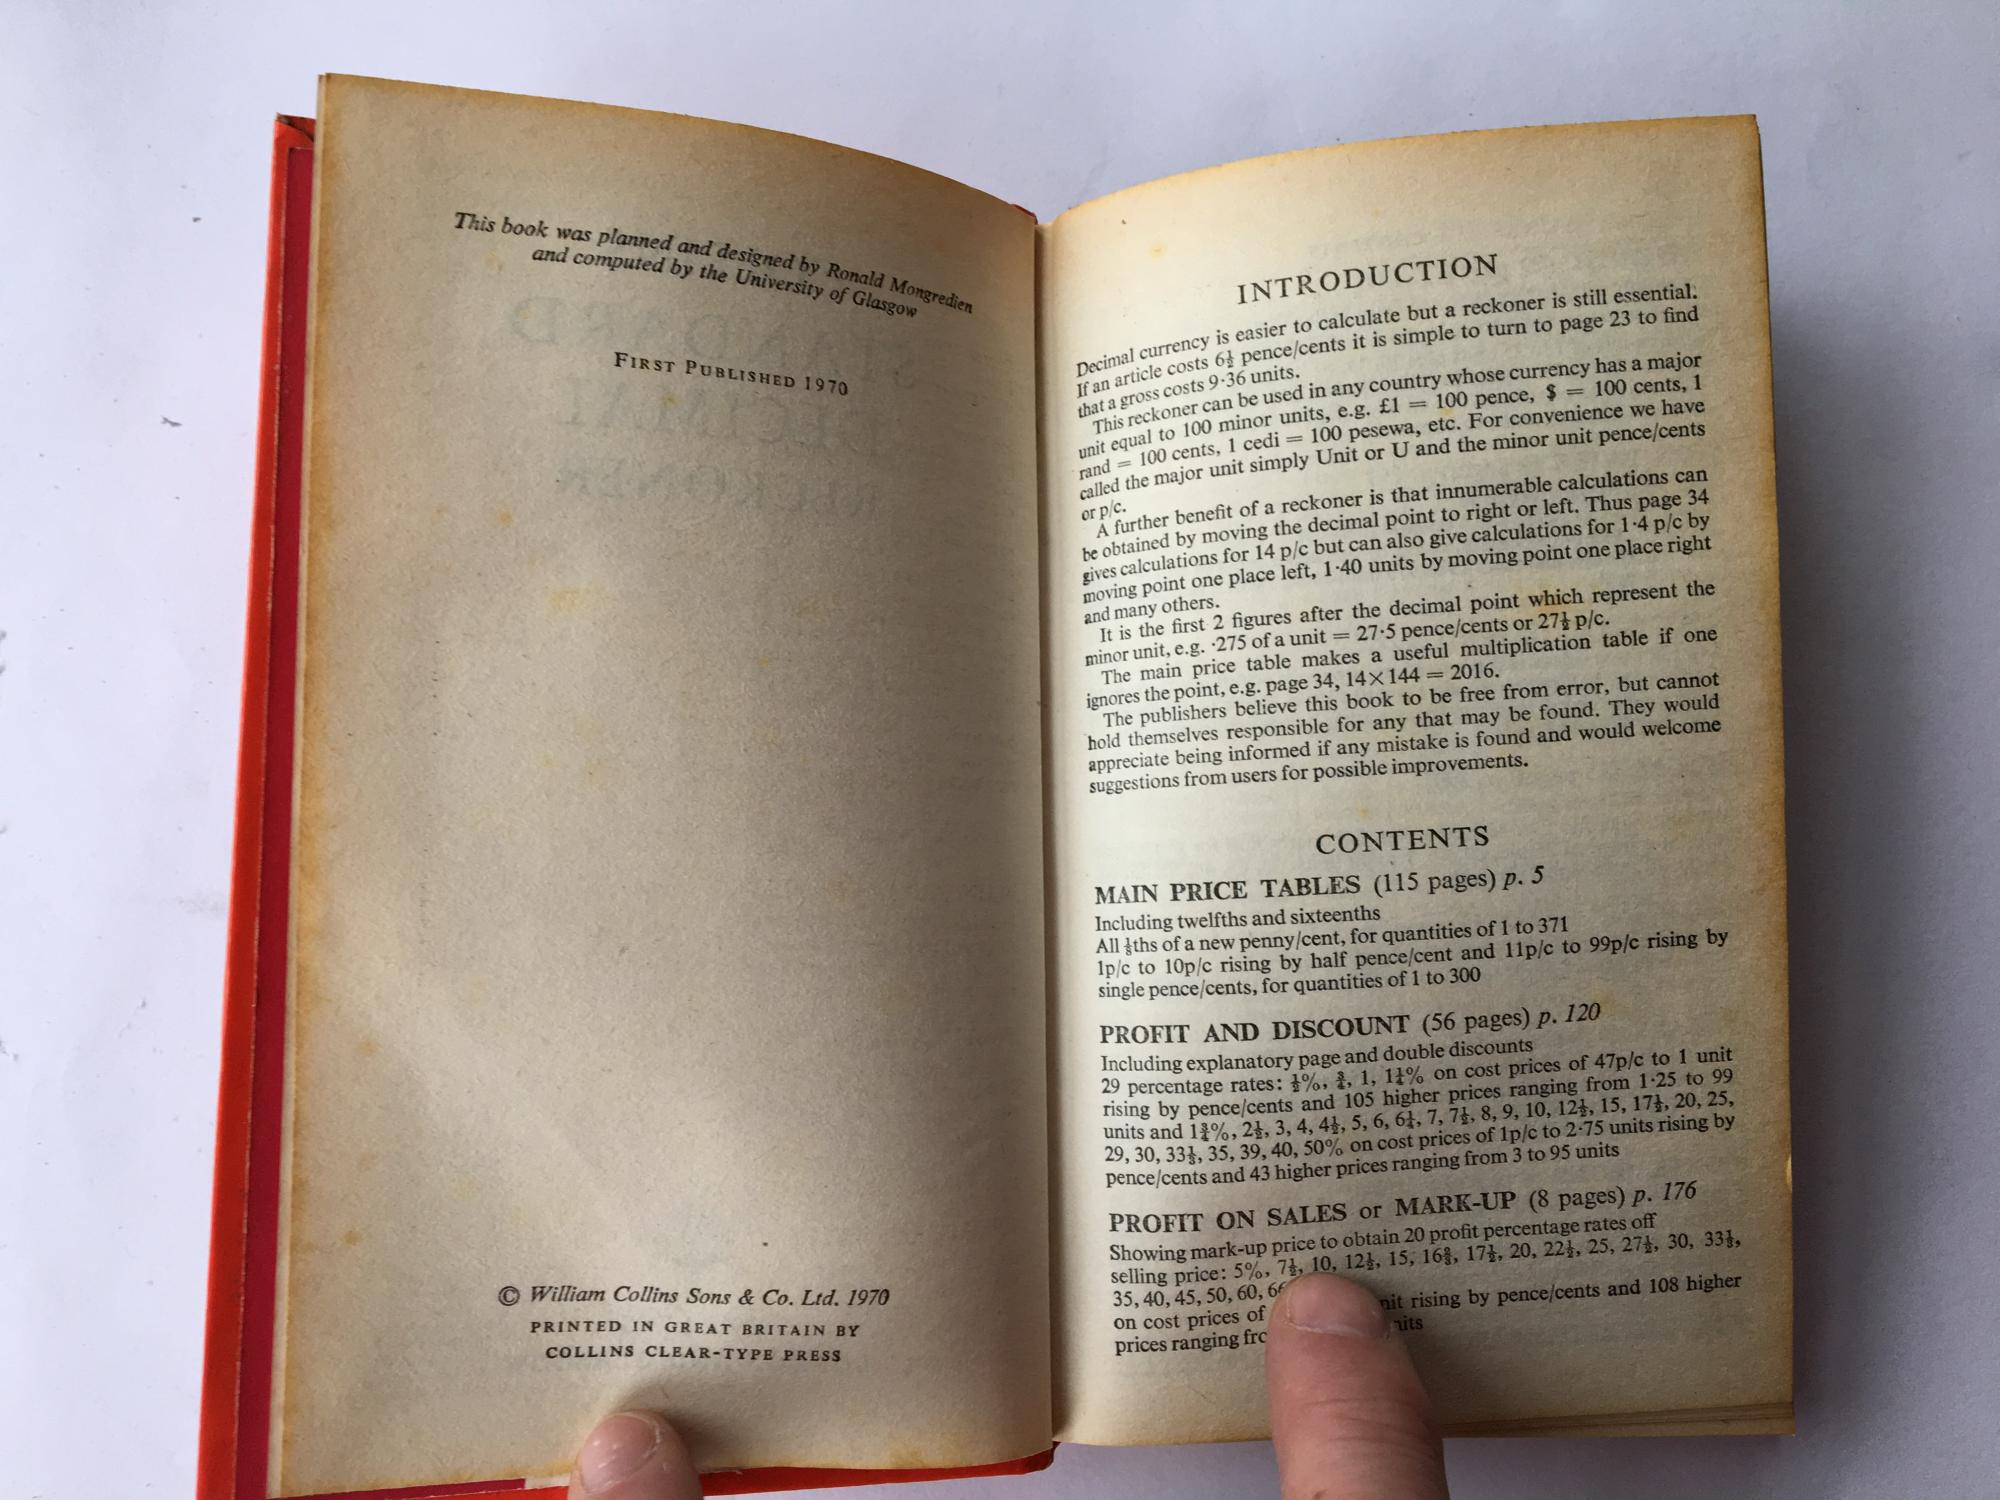 This book was planned and designed by Ronald Mongredien
and computed by the University of Glasgow
FIRST PUBLISHED 1970
© William Collins Sons & Co. Ltd. 1970
PRINTED IN GREAT BRITAIN BY
COLLINS CLEAR-TYPE PRESS
INTRODUCTION
Decimal currency is easier to calculate but a reckoner is still essential.
If an article costs 6½ pence/cents it is simple to turn to page 23 to find
that a gross costs 9·36 units.
This reckoner can be used in any country whose currency has a major
unit equal to 100 minor units, e.g. £1 = 100 pence, $ = 100 cents, 1
rand = 100 cents, 1 cedi = 100 pesewa, etc. For convenience we have
called the major unit simply Unit or U and the minor unit pence/cents
or p/c.
A further benefit of a reckoner is that innumerable calculations can
be obtained by moving the decimal point to right or left. Thus page 34
gives calculations for 14 p/c but can also give calculations for 1·4 p/c by
moving point one place left, 1·40 units by moving point one place right
and many others.
It is the first 2 figures after the decimal point which represent the
minor unit, e.g. ·275 of a unit = 27·5 pence/cents or 27½ p/c.
The main price table makes a useful multiplication table if one
ignores the point, e.g. page 34, 14×144 = 2016.
The publishers believe this book to be free from error, but cannot
hold themselves responsible for any that may be found. They would
appreciate being informed if any mistake is found and would welcome
suggestions from users for possible improvements.
CONTENTS
MAIN PRICE TABLES (115 pages) p. 5
Including twelfths and sixteenths
All ⅛ths of a new penny/cent, for quantities of 1 to 371
1p/c to 10p/c rising by half pence/cent and 11p/c to 99p/c rising by
single pence/cents, for quantities of 1 to 300
PROFIT AND DISCOUNT (56 pages) p. 120
Including explanatory page and double discounts
29 percentage rates: ½%, ¾, 1, 1¼% on cost prices of 47p/c to 1 unit
rising by pence/cents and 105 higher prices ranging from 1·25 to 99
units and 1¾%, 2½, 3, 4, 4½, 5, 6, 6¼, 7, 7½, 8, 9, 10, 12½, 15, 17½, 20, 25,
29, 30, 33⅓, 35, 39, 40, 50% on cost prices of 1p/c to 2·75 units rising by
pence/cents and 43 higher prices ranging from 3 to 95 units
PROFIT ON SALES or MARK-UP (8 pages) p. 176
Showing mark-up price to obtain 20 profit percentage rates off
selling price: 5%, 7½, 10, 12½, 15, 16⅔, 17½, 20, 22½, 25, 27½, 30, 33⅓,
35, 40, 45, 50, 60,
on cost prices of rising by pence/cents and 108 higher
prices ranging